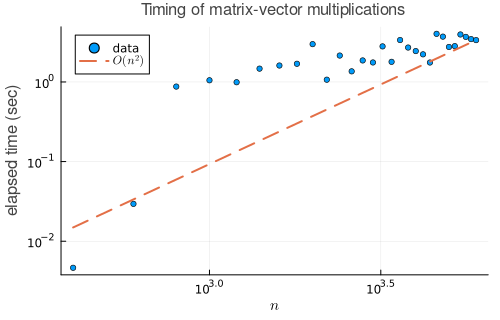 Timing of matrix-vector multiplications
data
O(n²)
elapsed time (sec)
10⁰
10⁻¹
10⁻²
10³·⁰
10³·⁵
n